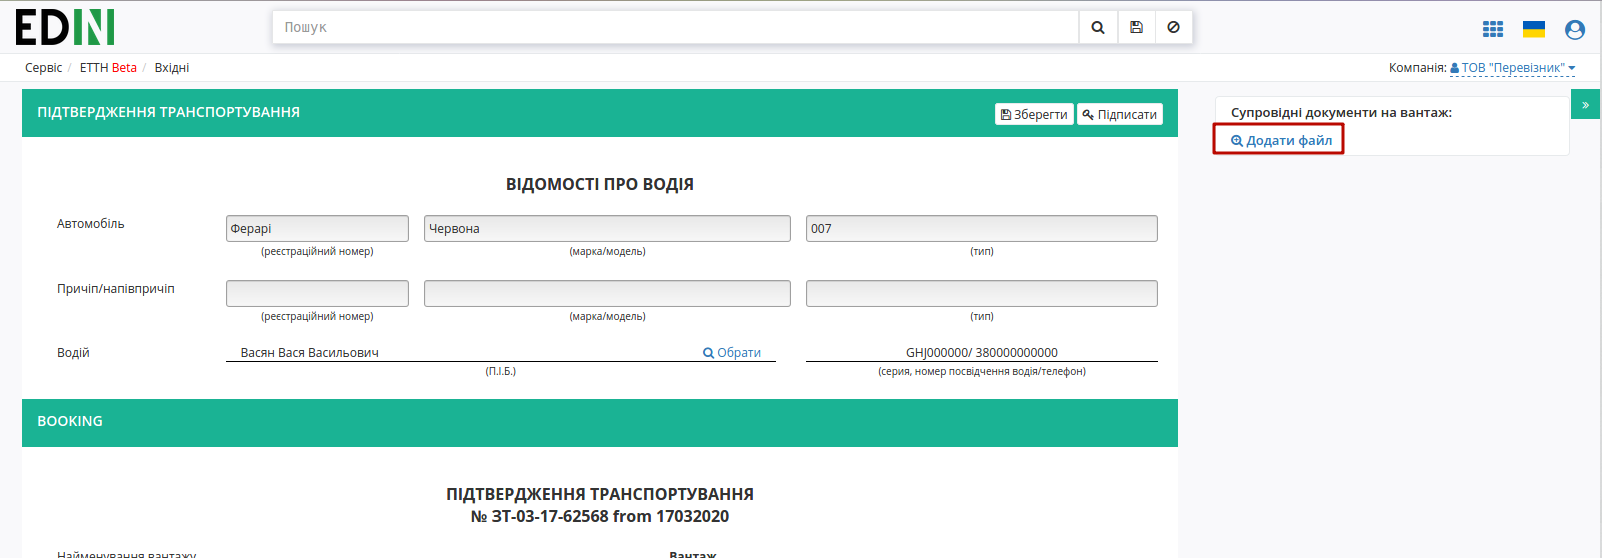 EDIN
Пошук
Сервіс / ЕТТН Beta / Вхідні
Компанія: ТОВ "Перевізник"
ПІДТВЕРДЖЕННЯ ТРАНСПОРТУВАННЯ
Зберегти Підписати
Супровідні документи на вантаж:
Додати файл
ВІДОМОСТІ ПРО ВОДІЯ
Автомобіль Ферарі Червона 007
(реєстраційний номер) (марка/модель) (тип)
Причіп/напівпричіп
(реєстраційний номер) (марка/модель) (тип)
Водій Васян Вася Васильович Обрати GHJ000000/ 380000000000
(П.І.Б.) (серия, номер посвідчення водія/телефон)
BOOKING
ПІДТВЕРДЖЕННЯ ТРАНСПОРТУВАННЯ
№ ЗТ-03-17-62568 from 17032020
Найменування вантажу Вантаж